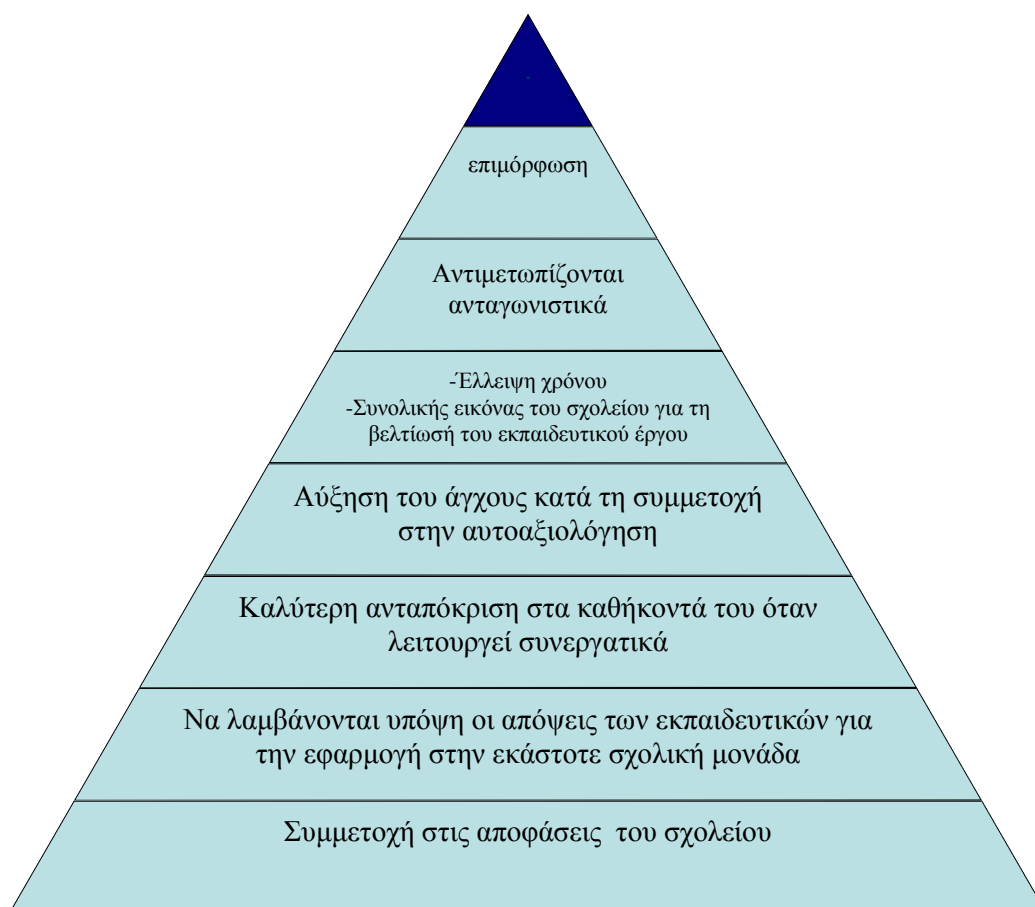 επιμόρφωση
Αντιμετωπίζονται
ανταγωνιστικά
-Έλλειψη χρόνου
-Συνολικής εικόνας του σχολείου για τη
βελτίωσή του εκπαιδευτικού έργου
Αύξηση του άγχους κατά τη συμμετοχή
στην αυτοαξιολόγηση
Καλύτερη ανταπόκριση στα καθήκοντά του όταν
λειτουργεί συνεργατικά
Να λαμβάνονται υπόψη οι απόψεις των εκπαιδευτικών για
την εφαρμογή στην εκάστοτε σχολική μονάδα
Συμμετοχή στις αποφάσεις του σχολείου